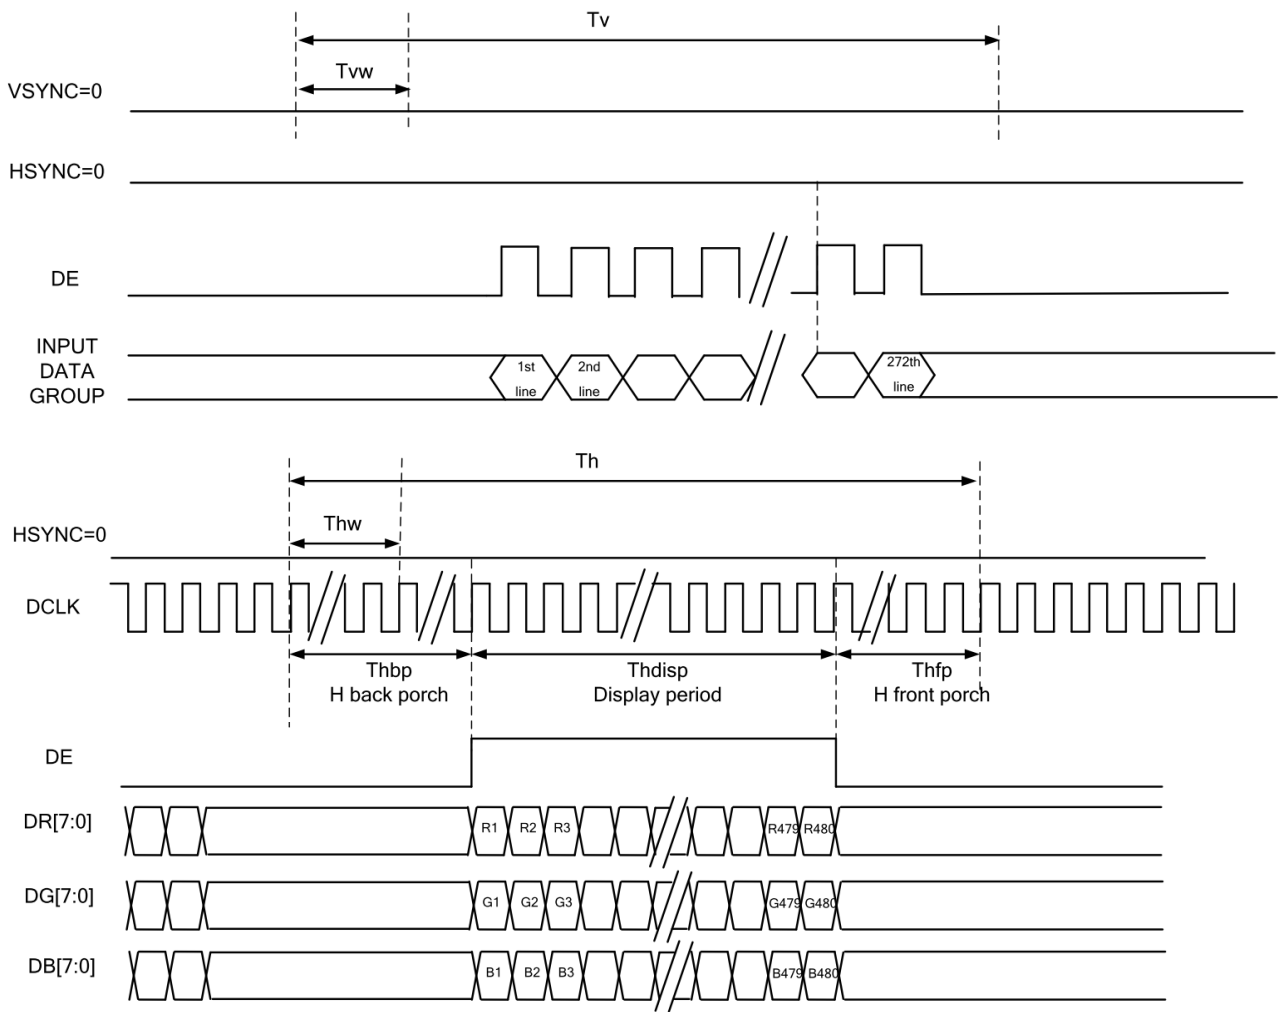 Tv
Tvw
VSYNC=0
HSYNC=0
DE
INPUT
DATA
GROUP
1st
line
2nd
line
272th
line
Th
Thw
HSYNC=0
DCLK
Thbp
H back porch
Thdisp
Display period
Thfp
H front porch
DE
DR[7:0]
R1 R2 R3 R479 R480
DG[7:0]
G1 G2 G3 G479 G480
DB[7:0]
B1 B2 B3 B479 B480